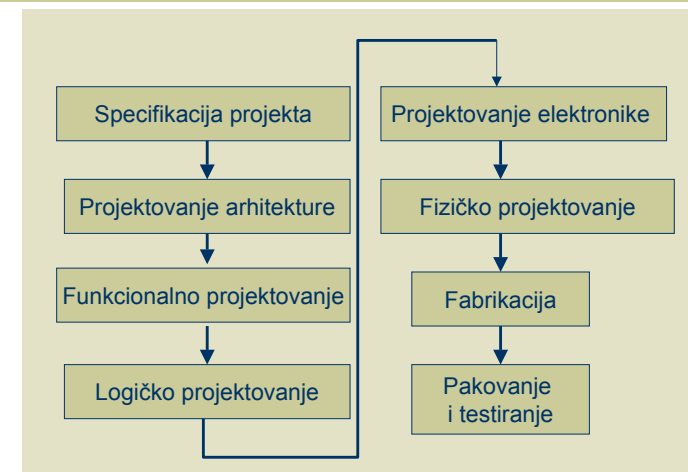 Specifikacija projekta
Projektovanje arhitekture
Funkcionalno projektovanje
Logičko projektovanje
Projektovanje elektronike
Fizičko projektovanje
Fabrikacija
Pakovanje
i testiranje